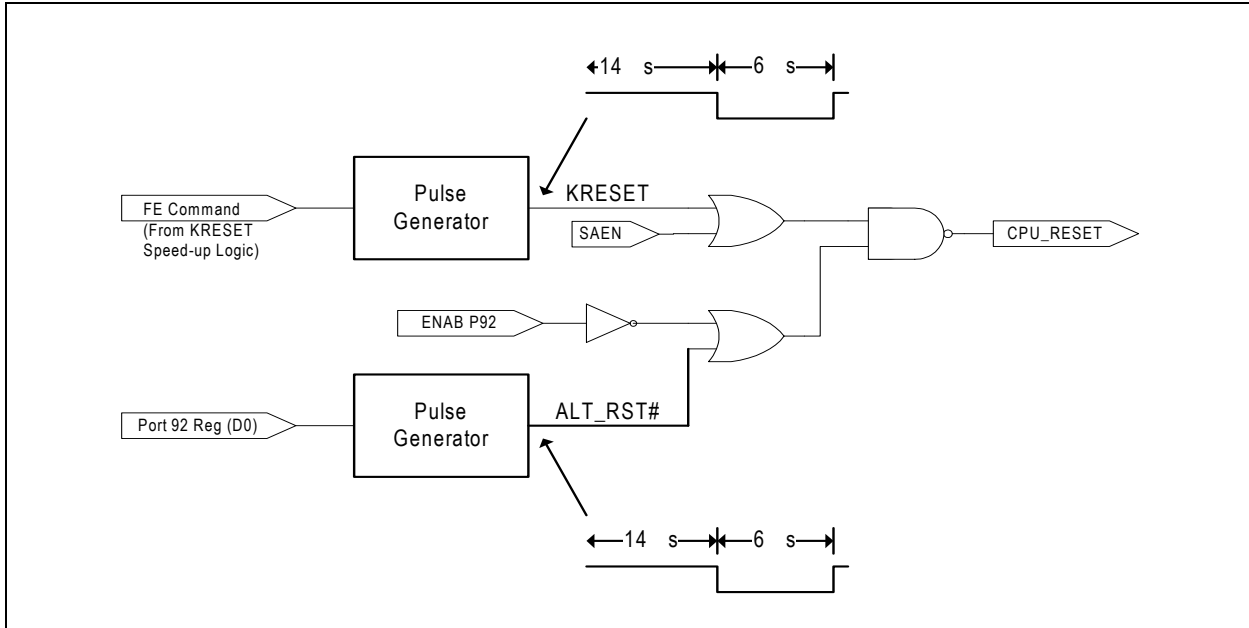 14 s 6 s
Pulse
Generator
KRESET
FE Command
(From KRESET
Speed-up Logic)
SAEN
CPU_RESET
ENAB P92
Pulse
Generator
ALT_RST#
Port 92 Reg (D0)
14 s 6 s